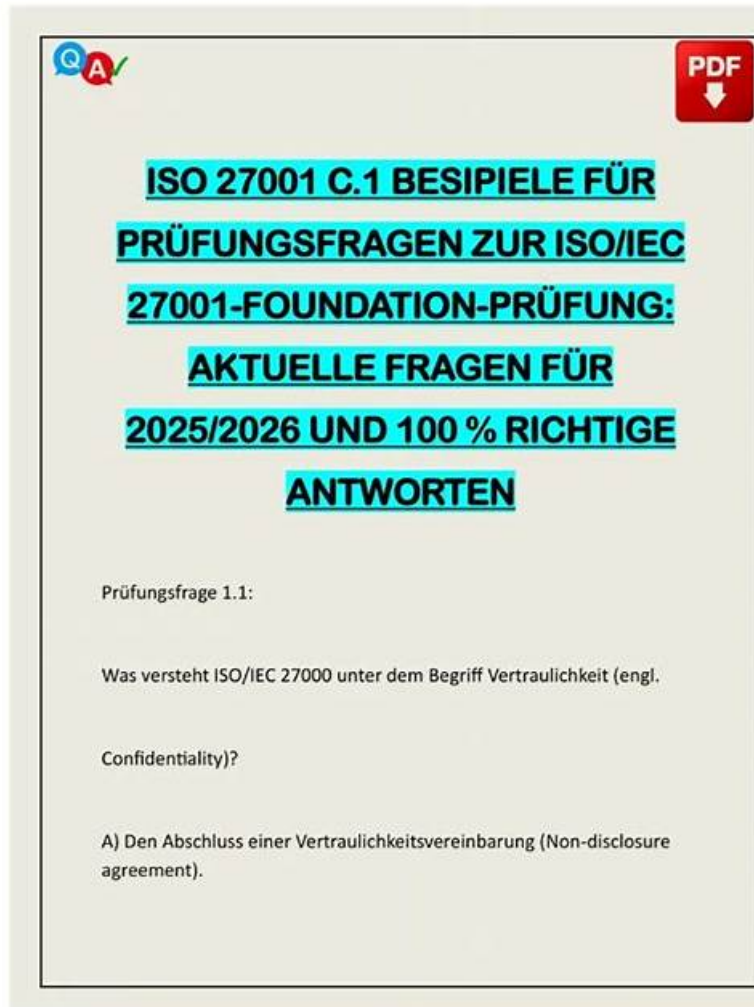 QA
PDF
ISO 27001 C.1 BESIPIELE FÜR
PRÜFUNGSFRAGEN ZUR ISO/IEC
27001-FOUNDATION-PRÜFUNG:
AKTUELLE FRAGEN FÜR
2025/2026 UND 100 % RICHTIGE
ANTWORTEN
Prüfungsfrage 1.1:
Was versteht ISO/IEC 27000 unter dem Begriff Vertraulichkeit (engl.
Confidentiality)?
A) Den Abschluss einer Vertraulichkeitsvereinbarung (Non-disclosure
agreement).